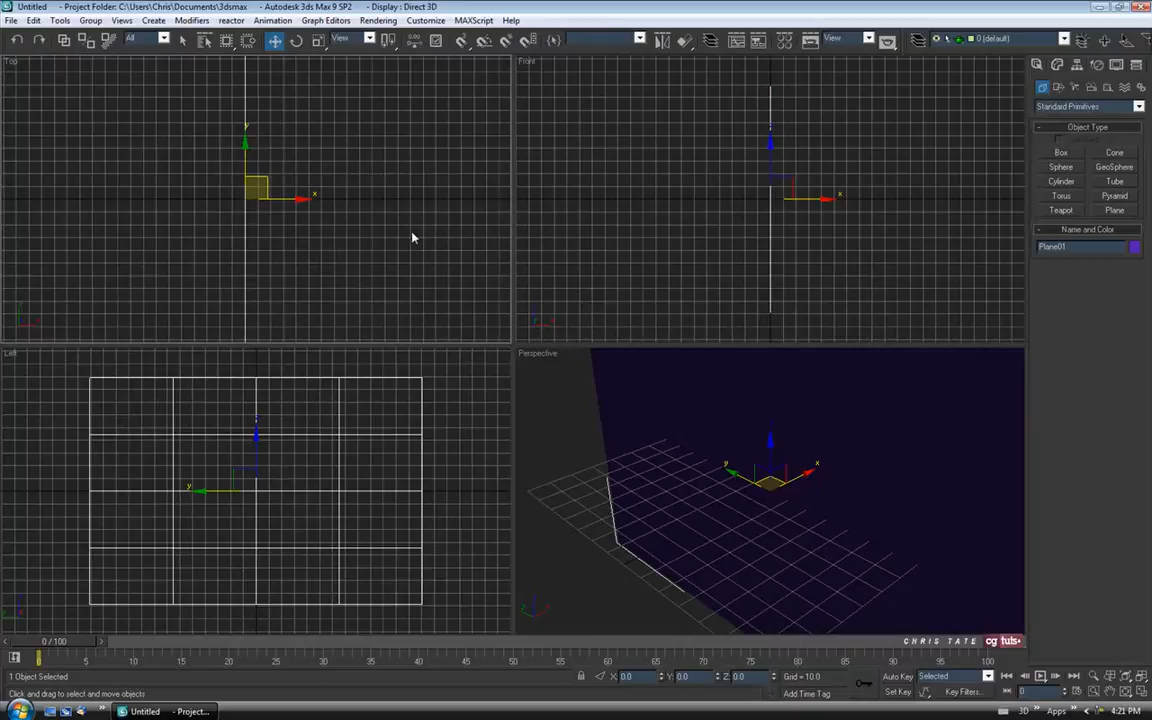 Untitled - Project Folder: C:\Users\Chris\Documents\3dsmax - Autodesk 3ds Max 9 SP2 - Display : Direct 3D
File Edit Tools Group Views Create Modifiers reactor Animation Graph Editors Rendering Customize MAXScript Help
All View View 0 (default)
Top Front
Standard Primitives
- Object Type
Box Cone
Sphere GeoSphere
Cylinder Tube
Torus Pyramid
Teapot Plane
- Name and Color
Plane01
y x x
Left Perspective
y y x
0 / 100
CHRIS TATE cg tuts+
0 5 10 15 20 25 30 35 40 45 50 55 60 65 70 75 80 85 90 95 100
1 Object Selected X: 0.0 Y: 0.0 Z: 0.0 Grid = 10.0 Auto Key Selected
Click and drag to select and move objects Add Time Tag Set Key Key Filters... 0
Untitled - Project... 3D Apps 4:21 PM